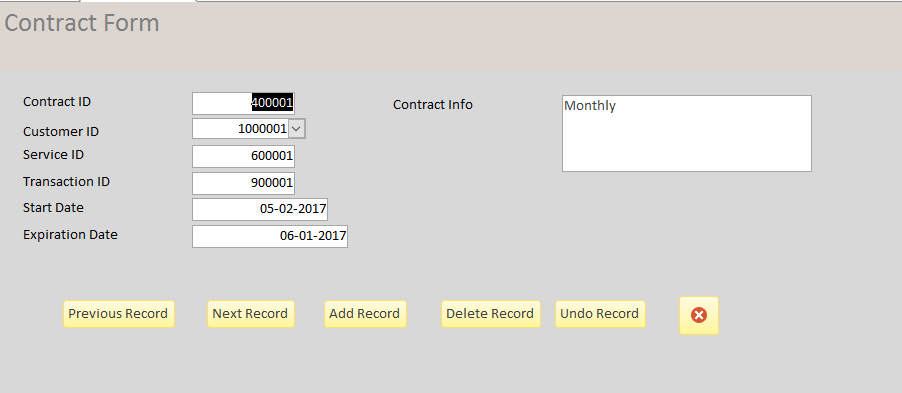 Contract Form
Contract ID 400001
Contract Info Monthly
Customer ID 1000001
Service ID 600001
Transaction ID 900001
Start Date 05-02-2017
Expiration Date 06-01-2017
Previous Record Next Record Add Record Delete Record Undo Record